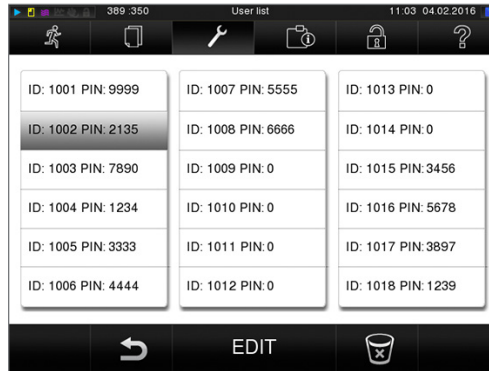 389 :350 User list 11:03 04.02.2016
ID: 1001 PIN: 9999
ID: 1002 PIN: 2135
ID: 1003 PIN: 7890
ID: 1004 PIN: 1234
ID: 1005 PIN: 3333
ID: 1006 PIN: 4444
ID: 1007 PIN: 5555
ID: 1008 PIN: 6666
ID: 1009 PIN: 0
ID: 1010 PIN: 0
ID: 1011 PIN: 0
ID: 1012 PIN: 0
ID: 1013 PIN: 0
ID: 1014 PIN: 0
ID: 1015 PIN: 3456
ID: 1016 PIN: 5678
ID: 1017 PIN: 3897
ID: 1018 PIN: 1239
EDIT